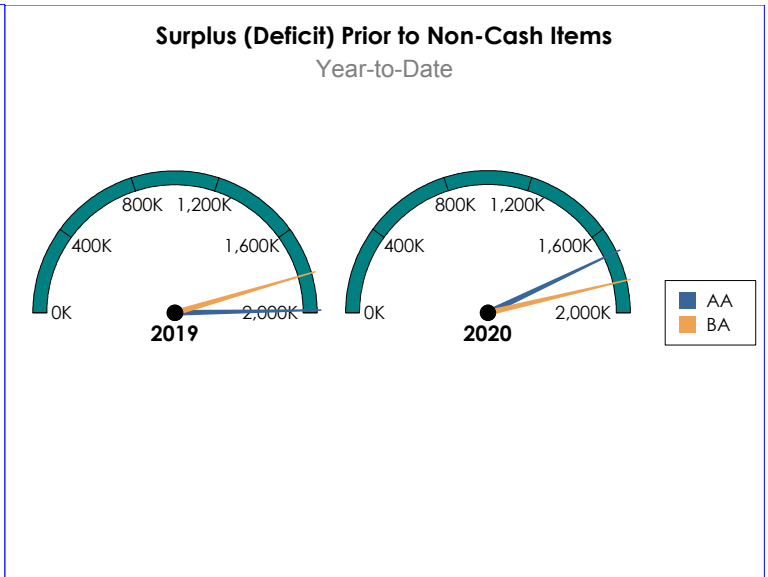 Surplus (Deficit) Prior to Non-Cash Items
Year-to-Date
800K 1,200K
400K 1,600K
0K 2,000K
2019
800K 1,200K
400K 1,600K
0K 2,000K
2020
AA
BA